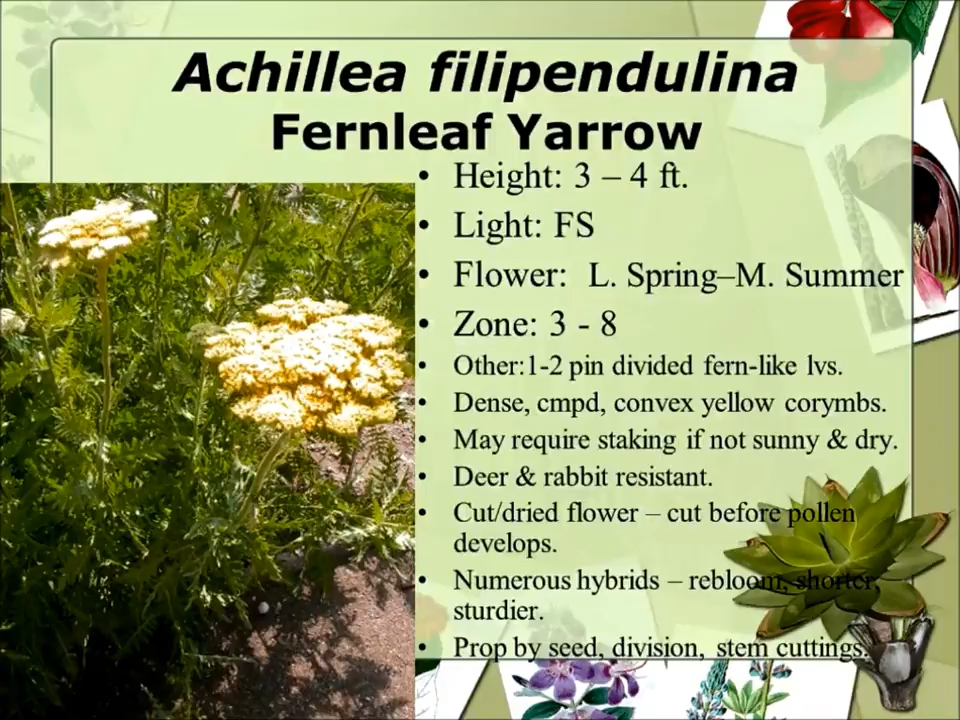 Achillea filipendulina
Fernleaf Yarrow
• Height: 3 – 4 ft.
• Light: FS
• Flower: L. Spring–M. Summer
• Zone: 3 - 8
• Other:1-2 pin divided fern-like lvs.
• Dense, cmpd, convex yellow corymbs.
• May require staking if not sunny & dry.
• Deer & rabbit resistant.
• Cut/dried flower – cut before pollen
develops.
• Numerous hybrids – rebloom, shorter,
sturdier.
• Prop by seed, division, stem cuttings.